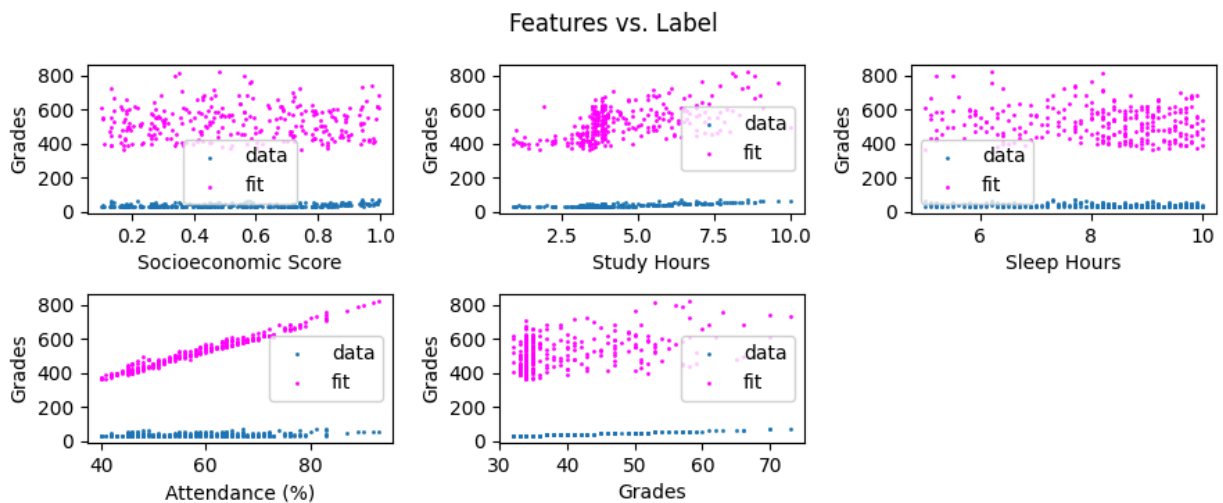 Features vs. Label
800
600
400
200
0
Grades
data
fit
0.2 0.4 0.6 0.8 1.0
Socioeconomic Score
800
600
400
200
0
Grades
data
fit
2.5 5.0 7.5 10.0
Study Hours
800
600
400
200
0
Grades
data
fit
6 8 10
Sleep Hours
800
600
400
200
0
Grades
data
fit
40 60 80
Attendance (%)
800
600
400
200
0
Grades
data
fit
30 40 50 60 70
Grades